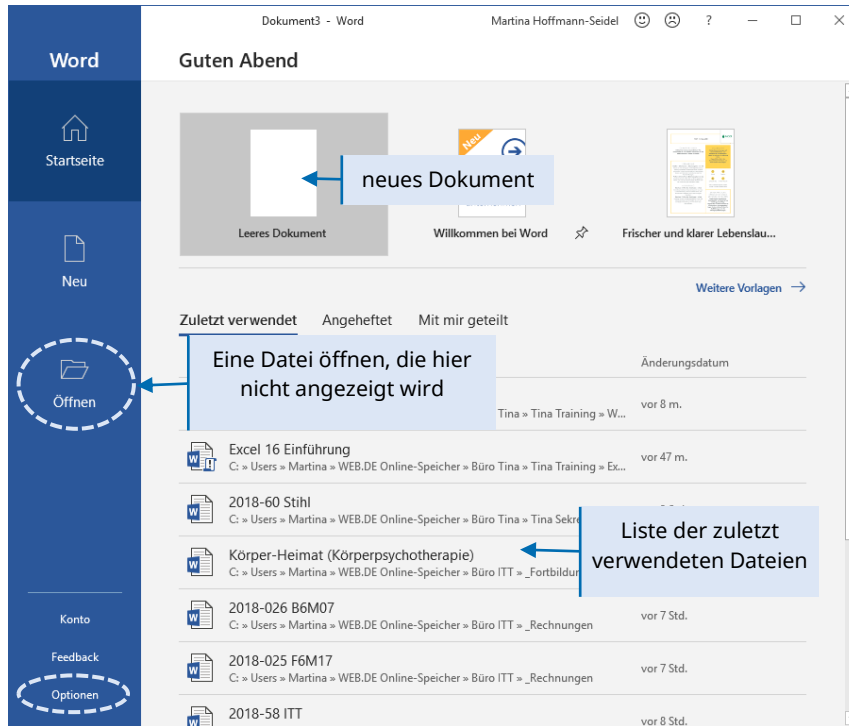 Dokument3 - Word
Martina Hoffmann-Seidel
?
Word
Guten Abend
Startseite
Neu
neues Dokument
Leeres Dokument
Willkommen bei Word
Frischer und klarer Lebenslau...
Neu
Weitere Vorlagen
Zuletzt verwendet
Angeheftet
Mit mir geteilt
Eine Datei öffnen, die hier
nicht angezeigt wird
Änderungsdatum
Öffnen
Tina » Tina Training » W...
vor 8 m.
Excel 16 Einführung
C: » Users » Martina » WEB.DE Online-Speicher » Büro Tina » Tina Training » Ex...
vor 47 m.
2018-60 Stihl
C: » Users » Martina » WEB.DE Online-Speicher » Büro Tina » Tina Sekre
Liste der zuletzt
verwendeten Dateien
Körper-Heimat (Körperpsychotherapie)
C: » Users » Martina » WEB.DE Online-Speicher » Büro ITT » _Fortbildun
2018-026 B6M07
C: » Users » Martina » WEB.DE Online-Speicher » Büro ITT » _Rechnungen
vor 7 Std.
2018-025 F6M17
C: » Users » Martina » WEB.DE Online-Speicher » Büro ITT » _Rechnungen
vor 7 Std.
2018-58 ITT
vor 8 Std.
Konto
Feedback
Optionen